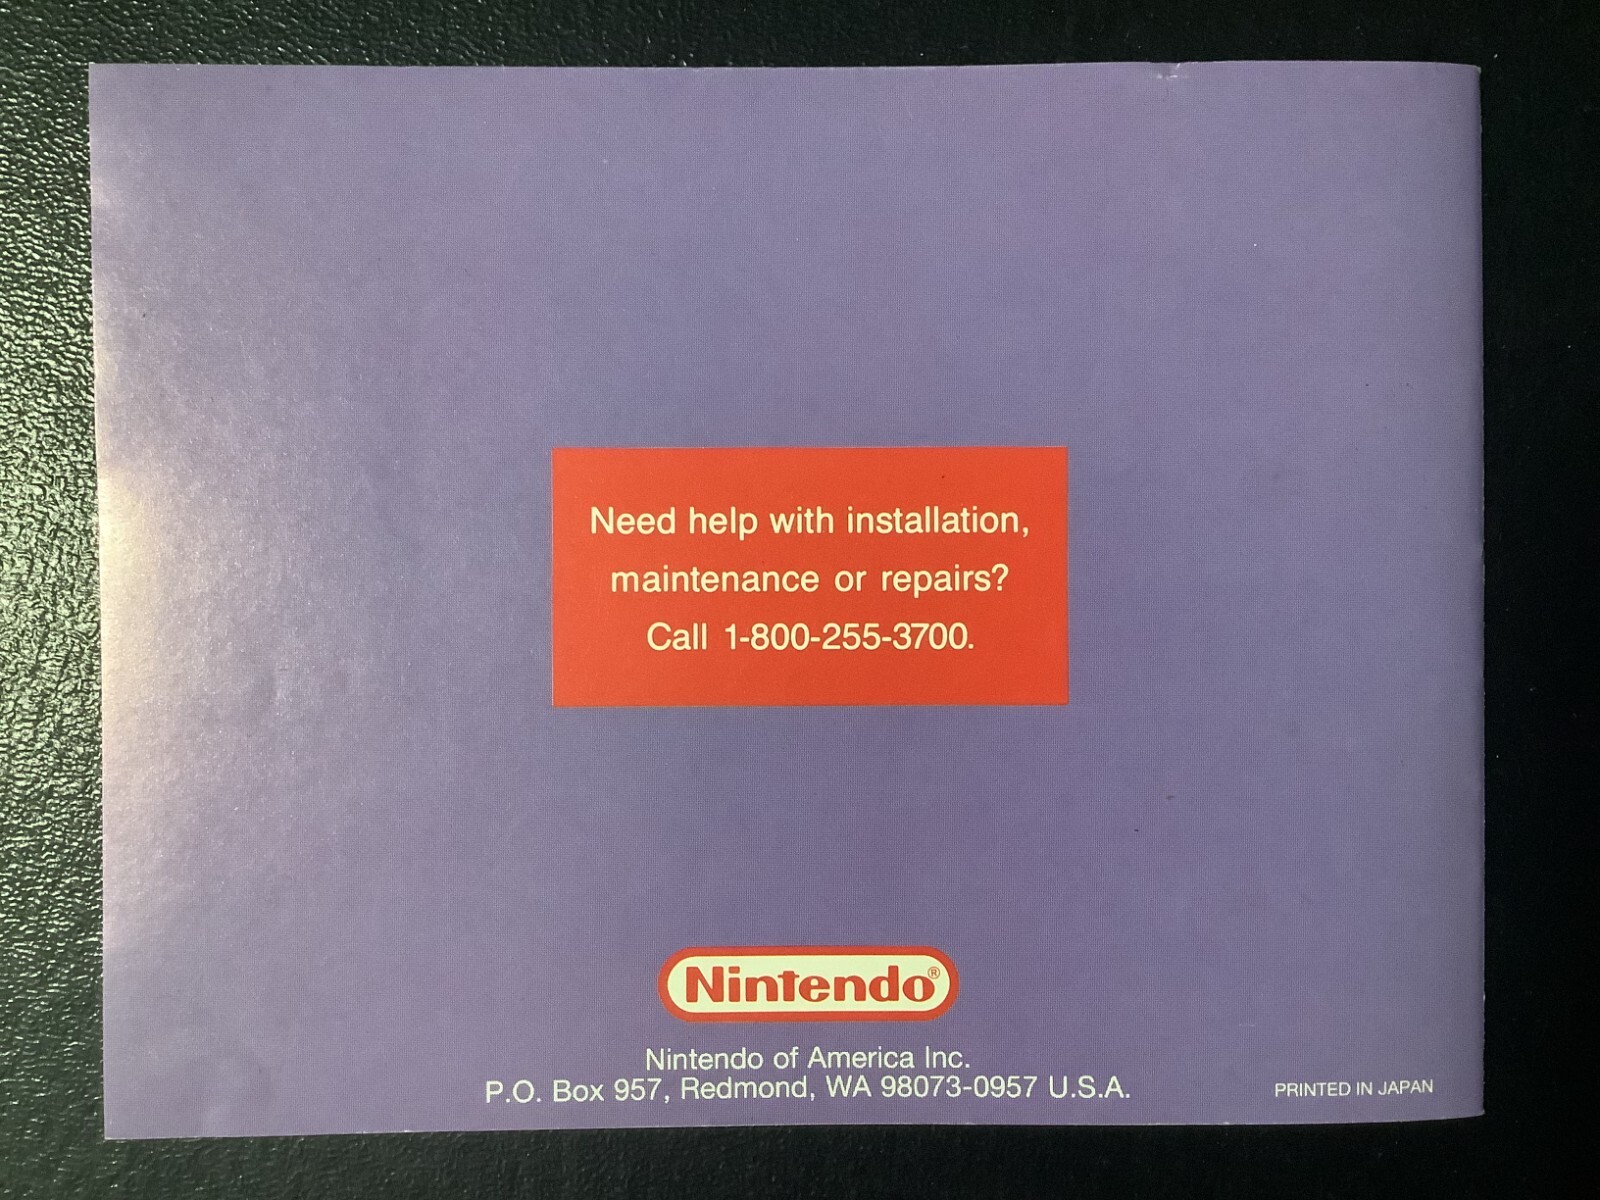 Need help with installation,
maintenance or repairs?
Call 1-800-255-3700.
Nintendo®
Nintendo of America Inc.
P.O. Box 957, Redmond, WA 98073-0957 U.S.A.
PRINTED IN JAPAN